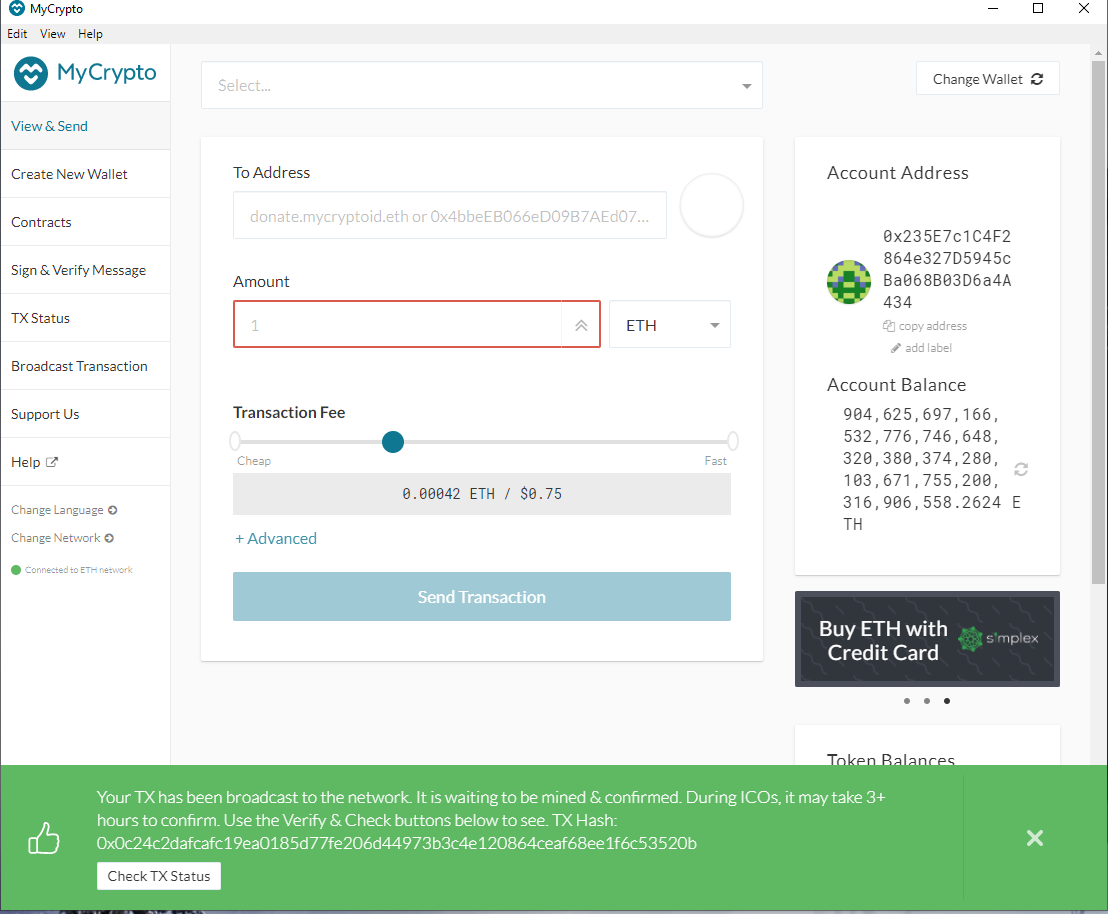 MyCrypto
Edit View Help
MyCrypto
View & Send
Create New Wallet
Contracts
Sign & Verify Message
TX Status
Broadcast Transaction
Support Us
Help
Change Language
Change Network
Connected to ETH network
Select...
Change Wallet
To Address
donate.mycryptoid.eth or 0x4bbeEB066eD09B7AEd07...
Amount
1
ETH
Transaction Fee
Cheap
Fast
0.00042 ETH / $0.75
+ Advanced
Send Transaction
Account Address
0x235E7c1C4F2
864e327D5945c
Ba068B03D6a4A
434
copy address
add label
Account Balance
904,625,697,166,
532,776,746,648,
320,380,374,280,
103,671,755,200,
316,906,558.2624 E
TH
Buy ETH with
Credit Card
simplex
Token Balances
Your TX has been broadcast to the network. It is waiting to be mined & confirmed. During ICOs, it may take 3+
hours to confirm. Use the Verify & Check buttons below to see. TX Hash:
0x0c24c2dafcafc19ea0185d77fe206d44973b3c4e120864ceaf68ee1f6c53520b
Check TX Status